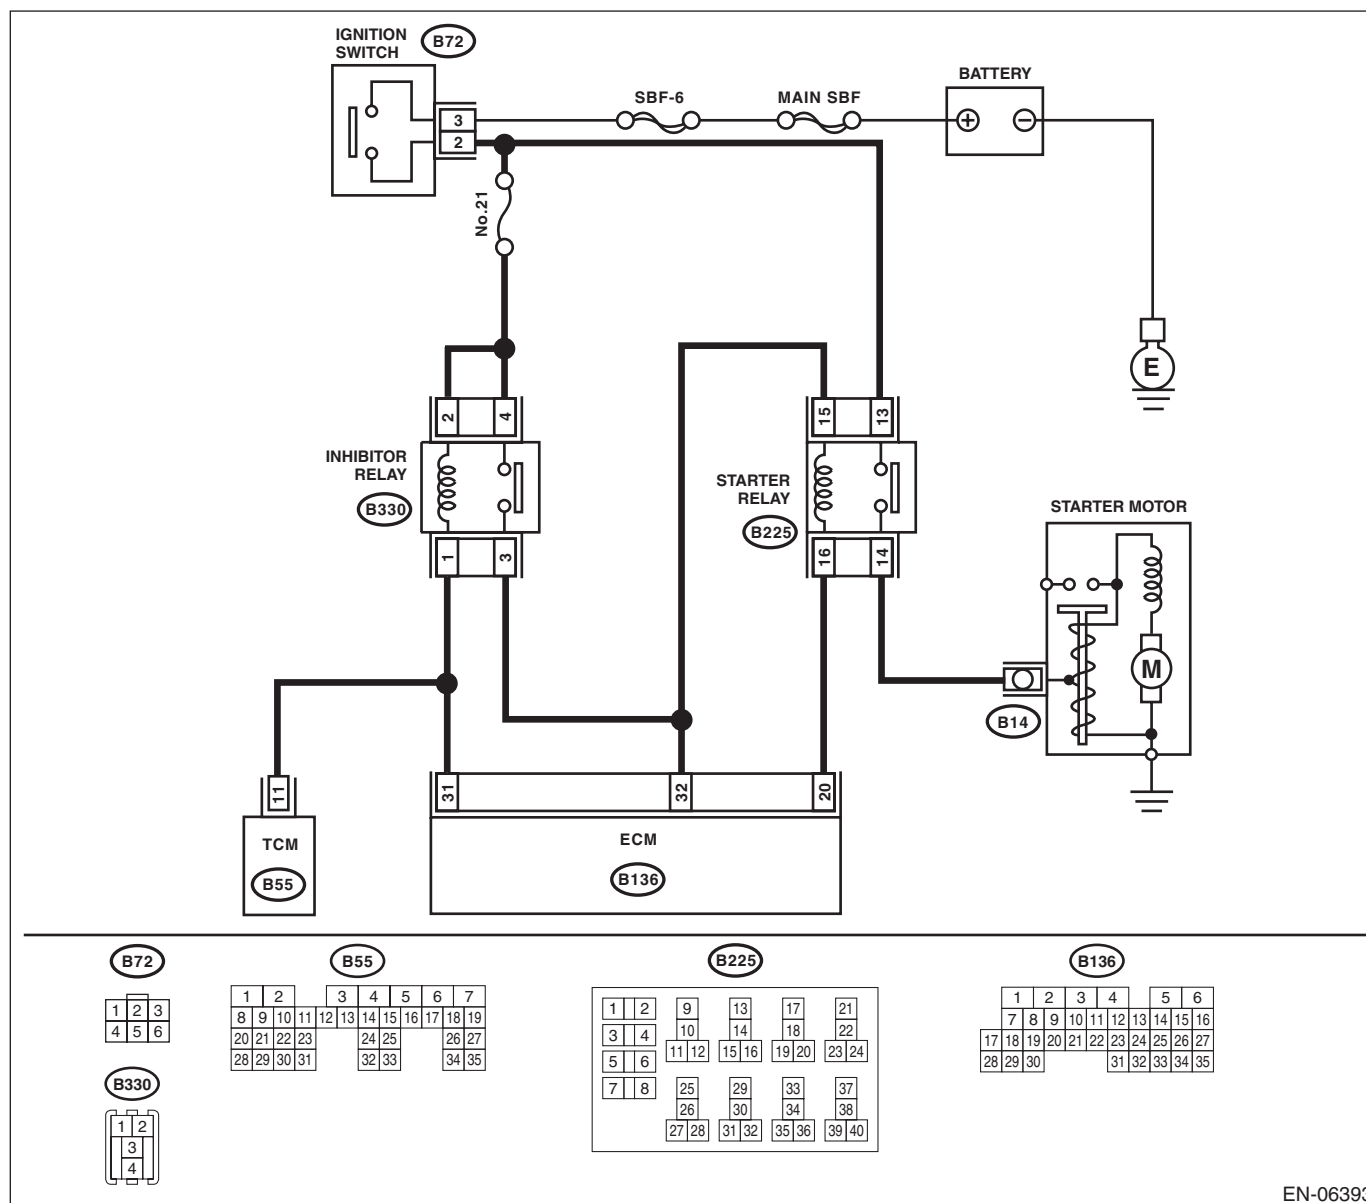 IGNITION
SWITCH
B72
SBF-6
MAIN SBF
BATTERY
3
2
+ −
No.21
E
2 4
15 13
INHIBITOR
RELAY
B330
STARTER
RELAY
B225
STARTER MOTOR
1 3
16 14
M
B14
11
31 32 20
TCM
B55
ECM
B136
B72
1 2 3
4 5 6
B330
1 2
3
4
B55
1 2 3 4 5 6 7
8 9 10 11 12 13 14 15 16 17 18 19
20 21 22 23 24 25 26 27
28 29 30 31 32 33 34 35
B225
1 2 9 13 17 21
3 4 10 14 18 22
5 6 11 12 15 16 19 20 23 24
7 8 25 29 33 37
26 30 34 38
27 28 31 32 35 36 39 40
B136
1 2 3 4 5 6
7 8 9 10 11 12 13 14 15 16
17 18 19 20 21 22 23 24 25 26 27
28 29 30 31 32 33 34 35
EN-06393